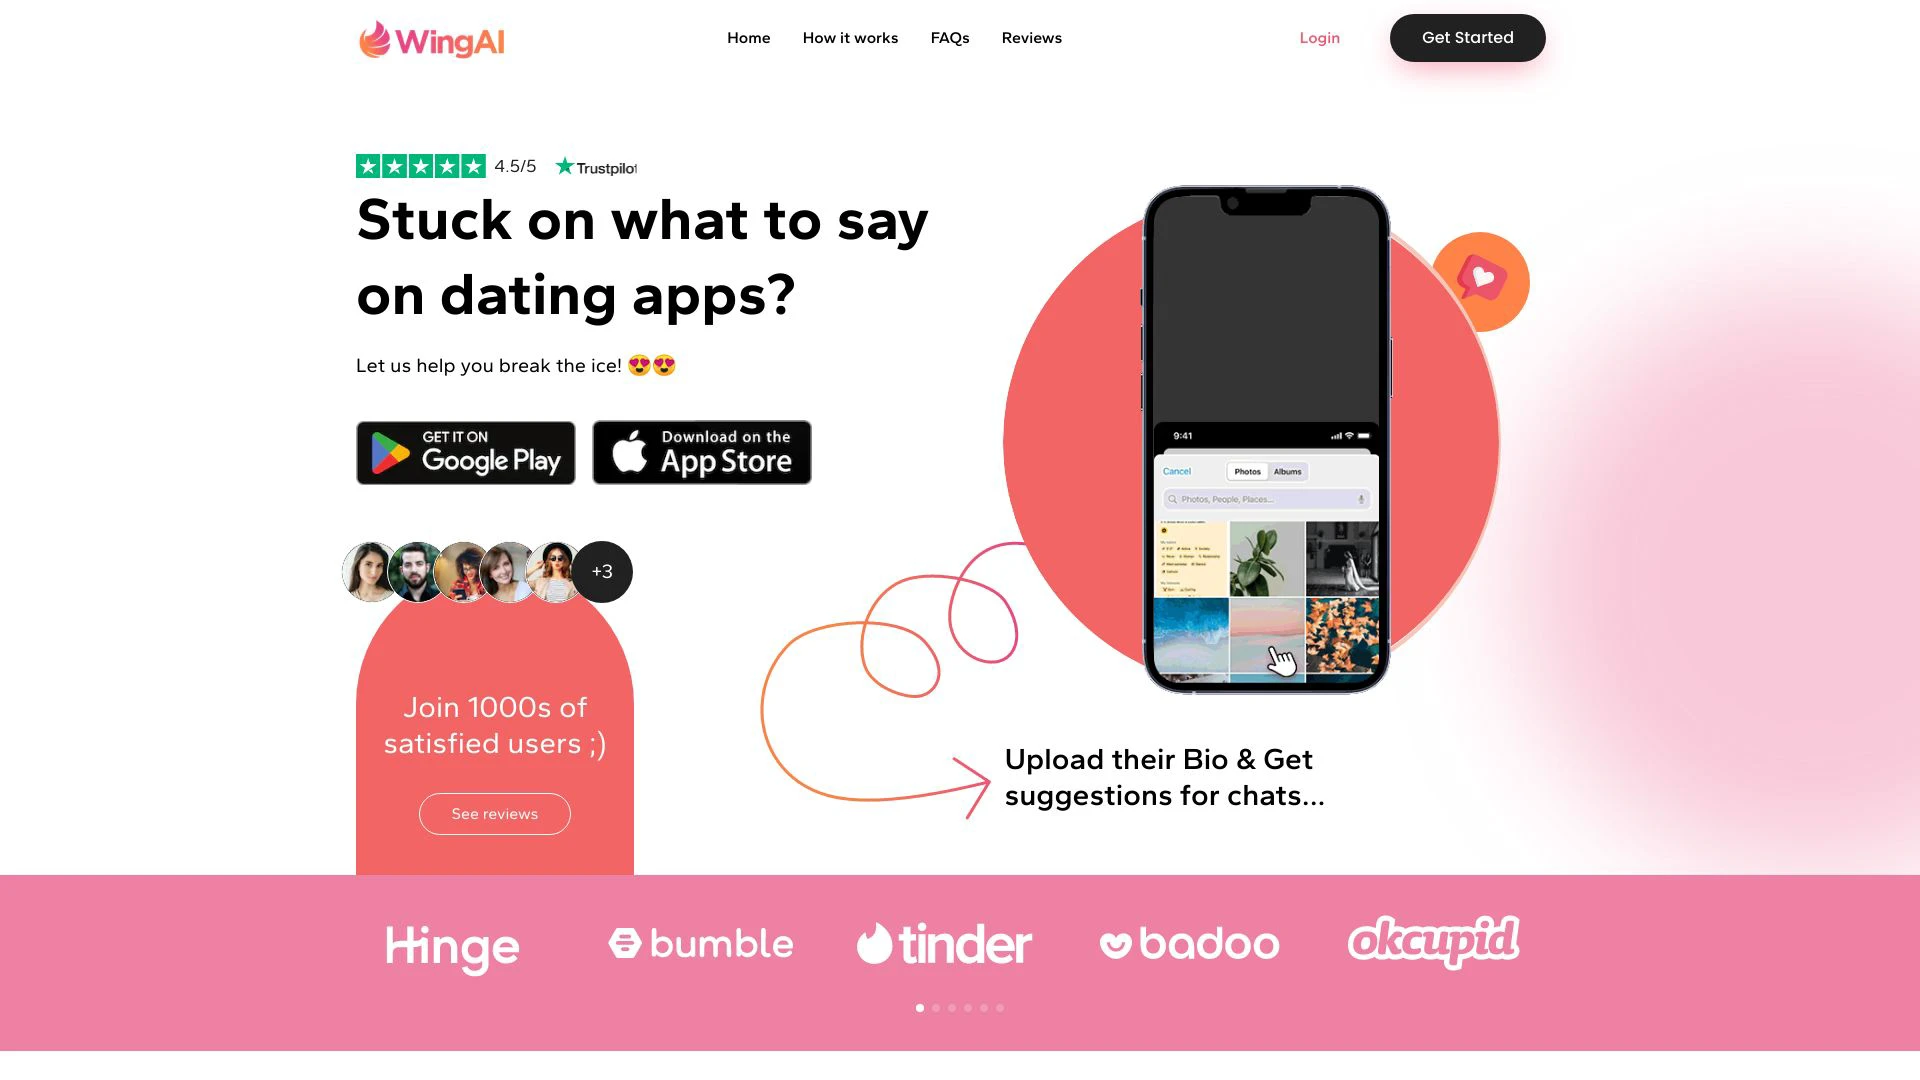 WingAI
Home
How it works
FAQs
Reviews
Login
Get Started
4.5/5
Trustpilot
Stuck on what to say
on dating apps?
Let us help you break the ice! 😍😍
GET IT ON
Google Play
Download on the
App Store
9:41
Cancel
Photos
Albums
Photos, People, Places...
+3
Join 1000s of
satisfied users ;)
See reviews
Upload their Bio & Get
suggestions for chats...
Hinge
bumble
tinder
badoo
okcupid